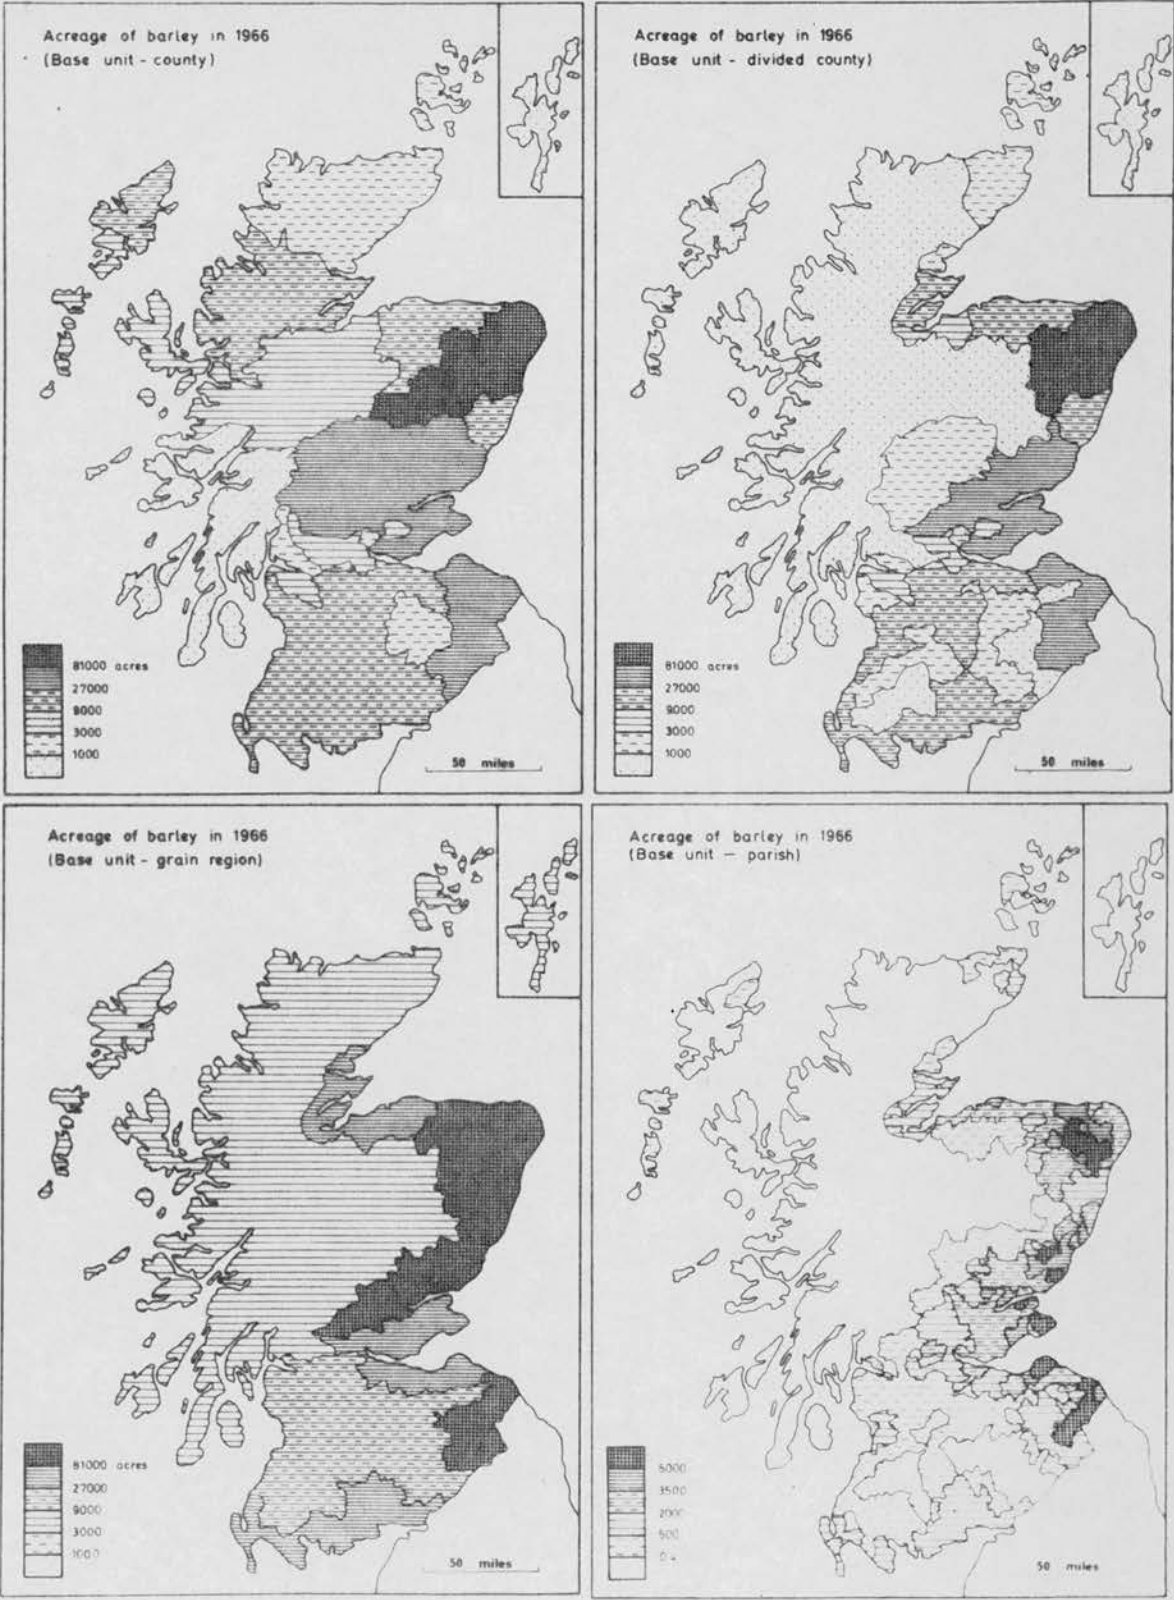 Acreage of barley in 1966
(Base unit - county)
81000 acres
27000
9000
3000
1000
50 miles
Acreage of barley in 1966
(Base unit - divided county)
81000 acres
27000
9000
3000
1000
50 miles
Acreage of barley in 1966
(Base unit - grain region)
81000 acres
27000
9000
3000
1000
50 miles
Acreage of barley in 1966
(Base unit — parish)
5000
3500
2000
500
50 miles